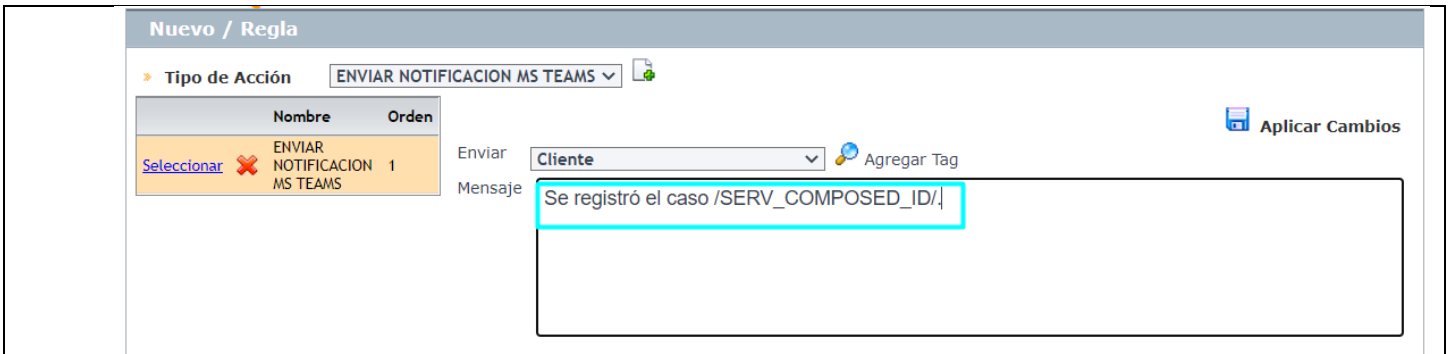 Nuevo / Regla
» Tipo de Acción ENVIAR NOTIFICACION MS TEAMS
Nombre Orden
Aplicar Cambios
Seleccionar ENVIAR NOTIFICACION MS TEAMS 1
Enviar Cliente Agregar Tag
Mensaje Se registró el caso /SERV_COMPOSED_ID/.